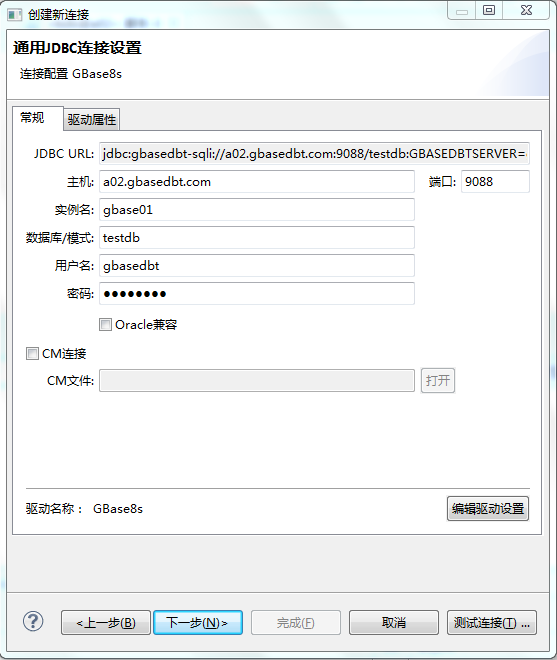 创建新连接
通用JDBC连接设置
连接配置 GBase8s
常规 驱动属性
JDBC URL: jdbc:gbasedbt-sqli://a02.gbasedbt.com:9088/testdb:GBASEDBTSERVER=
主机: a02.gbasedbt.com 端口: 9088
实例名: gbase01
数据库/模式: testdb
用户名: gbasedbt
密码: ●●●●●●●●
Oracle兼容
CM连接
CM文件: 打开
驱动名称： GBase8s 编辑驱动设置
? <上一步(B) 下一步(N)> 完成(F) 取消 测试连接(T) ...